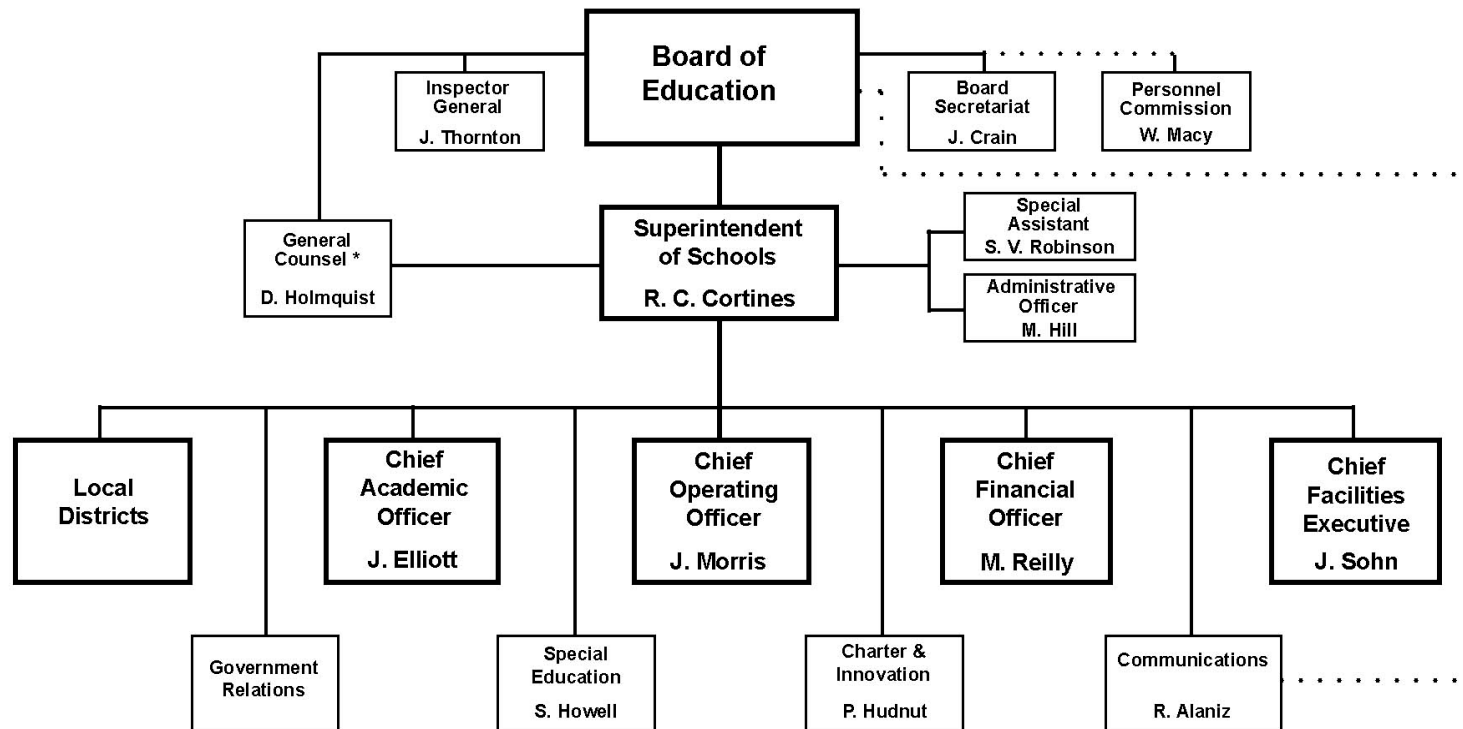 Board of
Education
Inspector
General
J. Thornton
Board
Secretariat
J. Crain
Personnel
Commission
W. Macy
General
Counsel *
D. Holmquist
Superintendent
of Schools
R. C. Cortines
Special
Assistant
S. V. Robinson
Administrative
Officer
M. Hill
Local
Districts
Chief
Academic
Officer
J. Elliott
Chief
Operating
Officer
J. Morris
Chief
Financial
Officer
M. Reilly
Chief
Facilities
Executive
J. Sohn
Government
Relations
Special
Education
S. Howell
Charter &
Innovation
P. Hudnut
Communications
R. Alaniz